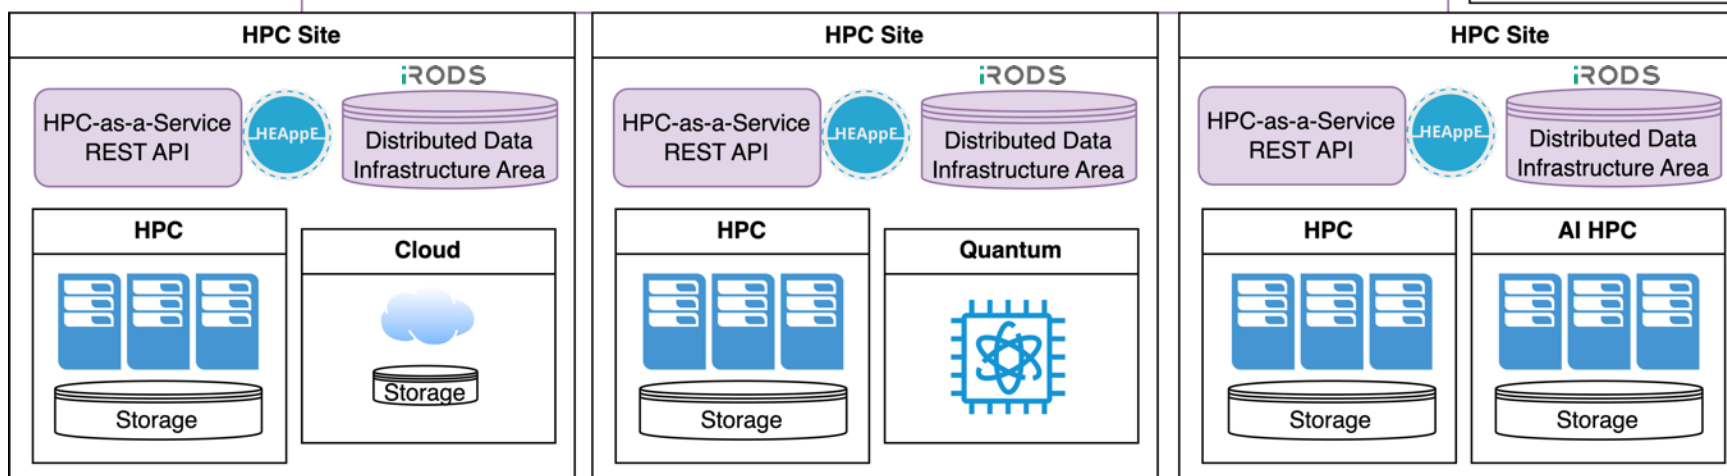 HPC Site
iRODS
HPC-as-a-Service
REST API
HEAppE
Distributed Data
Infrastructure Area
HPC
Storage
Cloud
Storage
HPC Site
iRODS
HPC-as-a-Service
REST API
HEAppE
Distributed Data
Infrastructure Area
HPC
Storage
Quantum
HPC Site
iRODS
HPC-as-a-Service
REST API
HEAppE
Distributed Data
Infrastructure Area
HPC
Storage
AI HPC
Storage